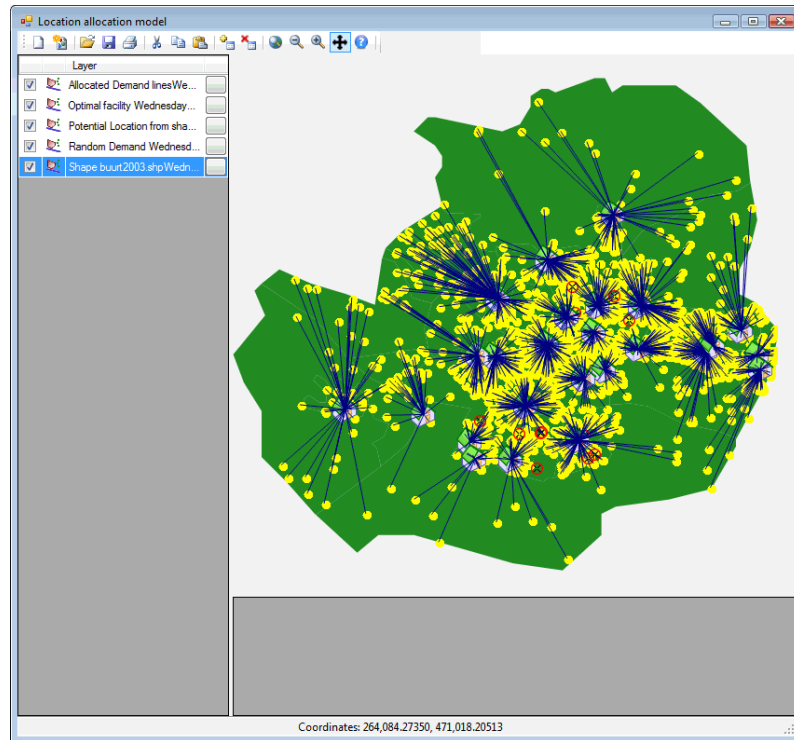 Location allocation model
Layer
Allocated Demand linesWe...
Optimal facility Wednesday...
Potential Location from sha...
Random Demand Wednesd...
Shape buurt2003.shpWedn...
Coordinates: 264,084.27350, 471,018.20513